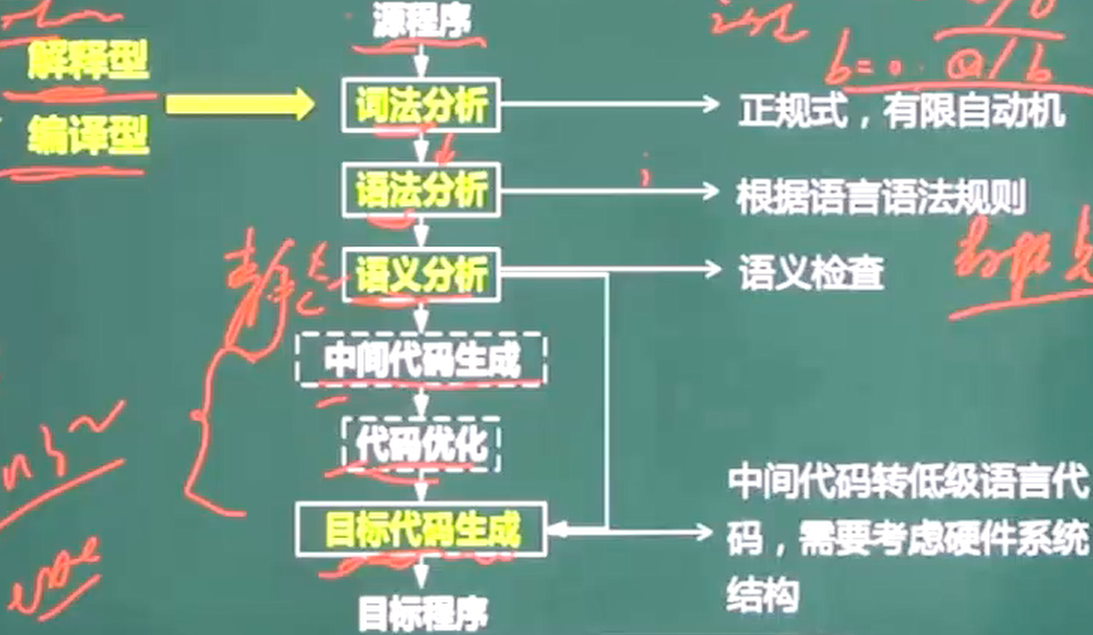 源程序
解释型
编译型
词法分析
正规式，有限自动机
b=0. a/b
语法分析
;
根据语言语法规则
语义分析
语义检查
静态
中间代码生成
代码优化
目标代码生成
中间代码转低级语言代
码，需要考虑硬件系统
结构
目标程序